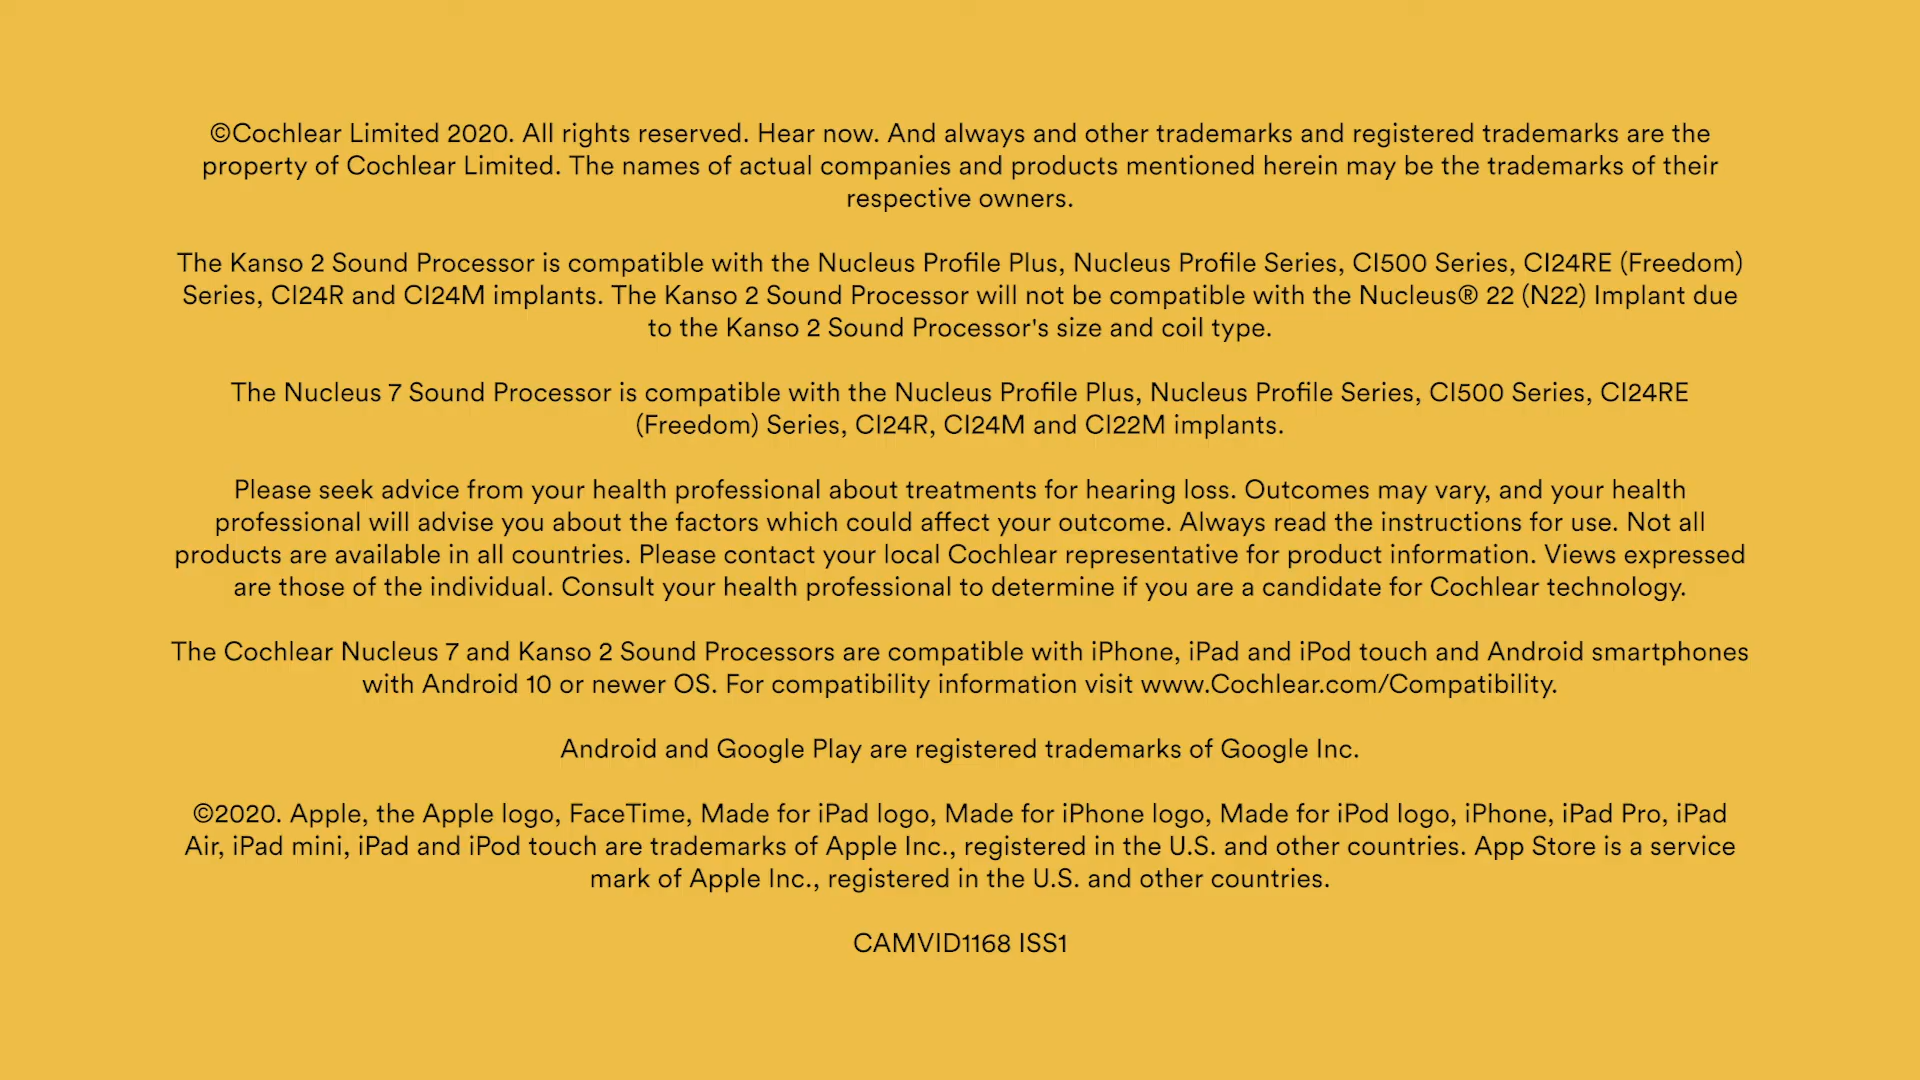 ©Cochlear Limited 2020. All rights reserved. Hear now. And always and other trademarks and registered trademarks are the
property of Cochlear Limited. The names of actual companies and products mentioned herein may be the trademarks of their
respective owners.
The Kanso 2 Sound Processor is compatible with the Nucleus Profile Plus, Nucleus Profile Series, CI500 Series, CI24RE (Freedom)
Series, CI24R and CI24M implants. The Kanso 2 Sound Processor will not be compatible with the Nucleus® 22 (N22) Implant due
to the Kanso 2 Sound Processor's size and coil type.
The Nucleus 7 Sound Processor is compatible with the Nucleus Profile Plus, Nucleus Profile Series, CI500 Series, CI24RE
(Freedom) Series, CI24R, CI24M and CI22M implants.
Please seek advice from your health professional about treatments for hearing loss. Outcomes may vary, and your health
professional will advise you about the factors which could affect your outcome. Always read the instructions for use. Not all
products are available in all countries. Please contact your local Cochlear representative for product information. Views expressed
are those of the individual. Consult your health professional to determine if you are a candidate for Cochlear technology.
The Cochlear Nucleus 7 and Kanso 2 Sound Processors are compatible with iPhone, iPad and iPod touch and Android smartphones
with Android 10 or newer OS. For compatibility information visit www.Cochlear.com/Compatibility.
Android and Google Play are registered trademarks of Google Inc.
©2020. Apple, the Apple logo, FaceTime, Made for iPad logo, Made for iPhone logo, Made for iPod logo, iPhone, iPad Pro, iPad
Air, iPad mini, iPad and iPod touch are trademarks of Apple Inc., registered in the U.S. and other countries. App Store is a service
mark of Apple Inc., registered in the U.S. and other countries.
CAMVID1168 ISS1